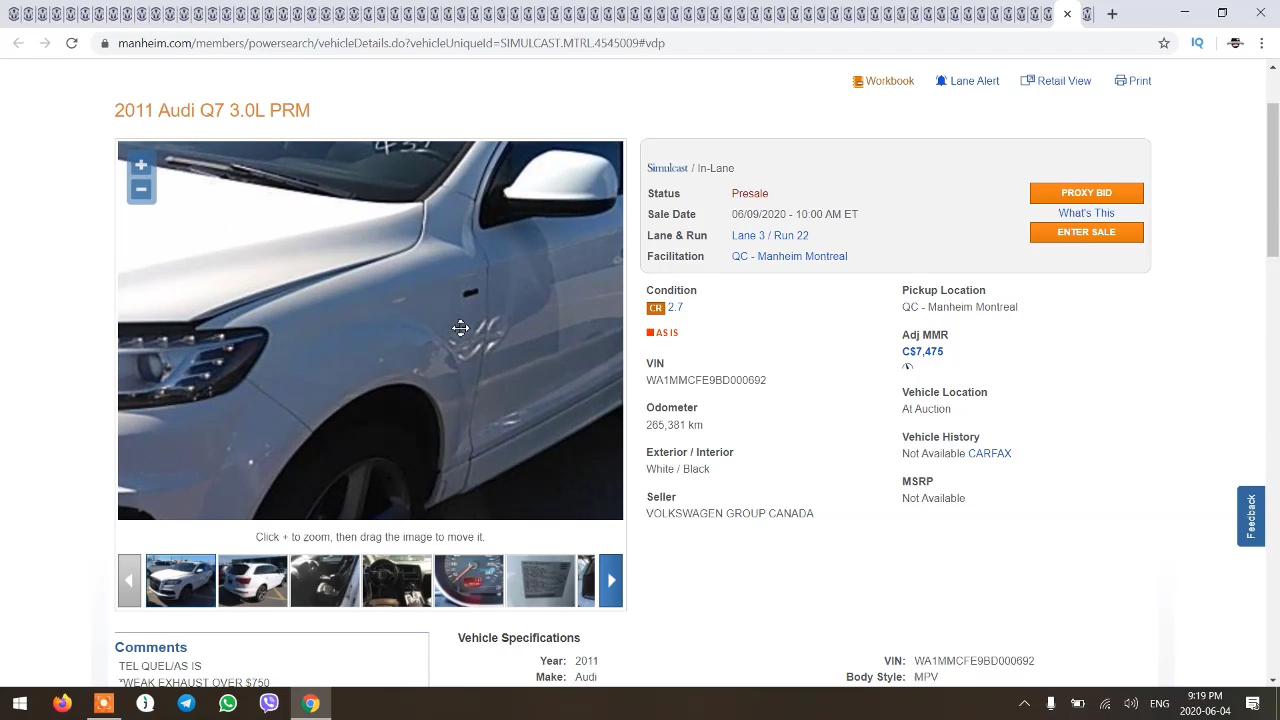 manheim.com/members/powersearch/vehicleDetails.do?vehicleUniqueId=SIMULCAST.MTRL.4545009#vdp
IQ
Workbook
Lane Alert
Retail View
Print
2011 Audi Q7 3.0L PRM
Simulcast / In-Lane
Status Presale
PROXY BID
What's This
Sale Date 06/09/2020 - 10:00 AM ET
Lane & Run Lane 3 / Run 22
ENTER SALE
Facilitation QC - Manheim Montreal
Condition
CR 2.7
AS IS
VIN
WA1MMCFE9BD000692
Odometer
265,381 km
Exterior / Interior
White / Black
Seller
VOLKSWAGEN GROUP CANADA
Pickup Location
QC - Manheim Montreal
Adj MMR
C$7,475
Vehicle Location
At Auction
Vehicle History
Not Available CARFAX
MSRP
Not Available
Feedback
Click + to zoom, then drag the image to move it.
Comments
TEL QUEL/AS IS
*WEAK EXHAUST OVER $750
Vehicle Specifications
Year: 2011
VIN: WA1MMCFE9BD000692
Make: Audi
Body Style: MPV
ENG
9:19 PM
2020-06-04